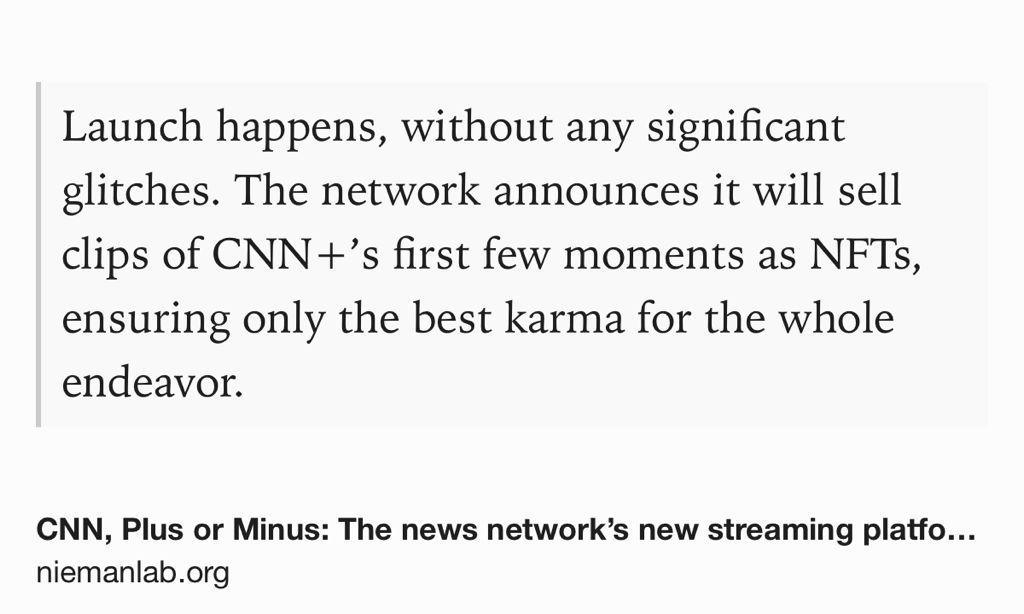 Launch happens, without any significant
glitches. The network announces it will sell
clips of CNN+’s first few moments as NFTs,
ensuring only the best karma for the whole
endeavor.
CNN, Plus or Minus: The news network’s new streaming platfo…
niemanlab.org